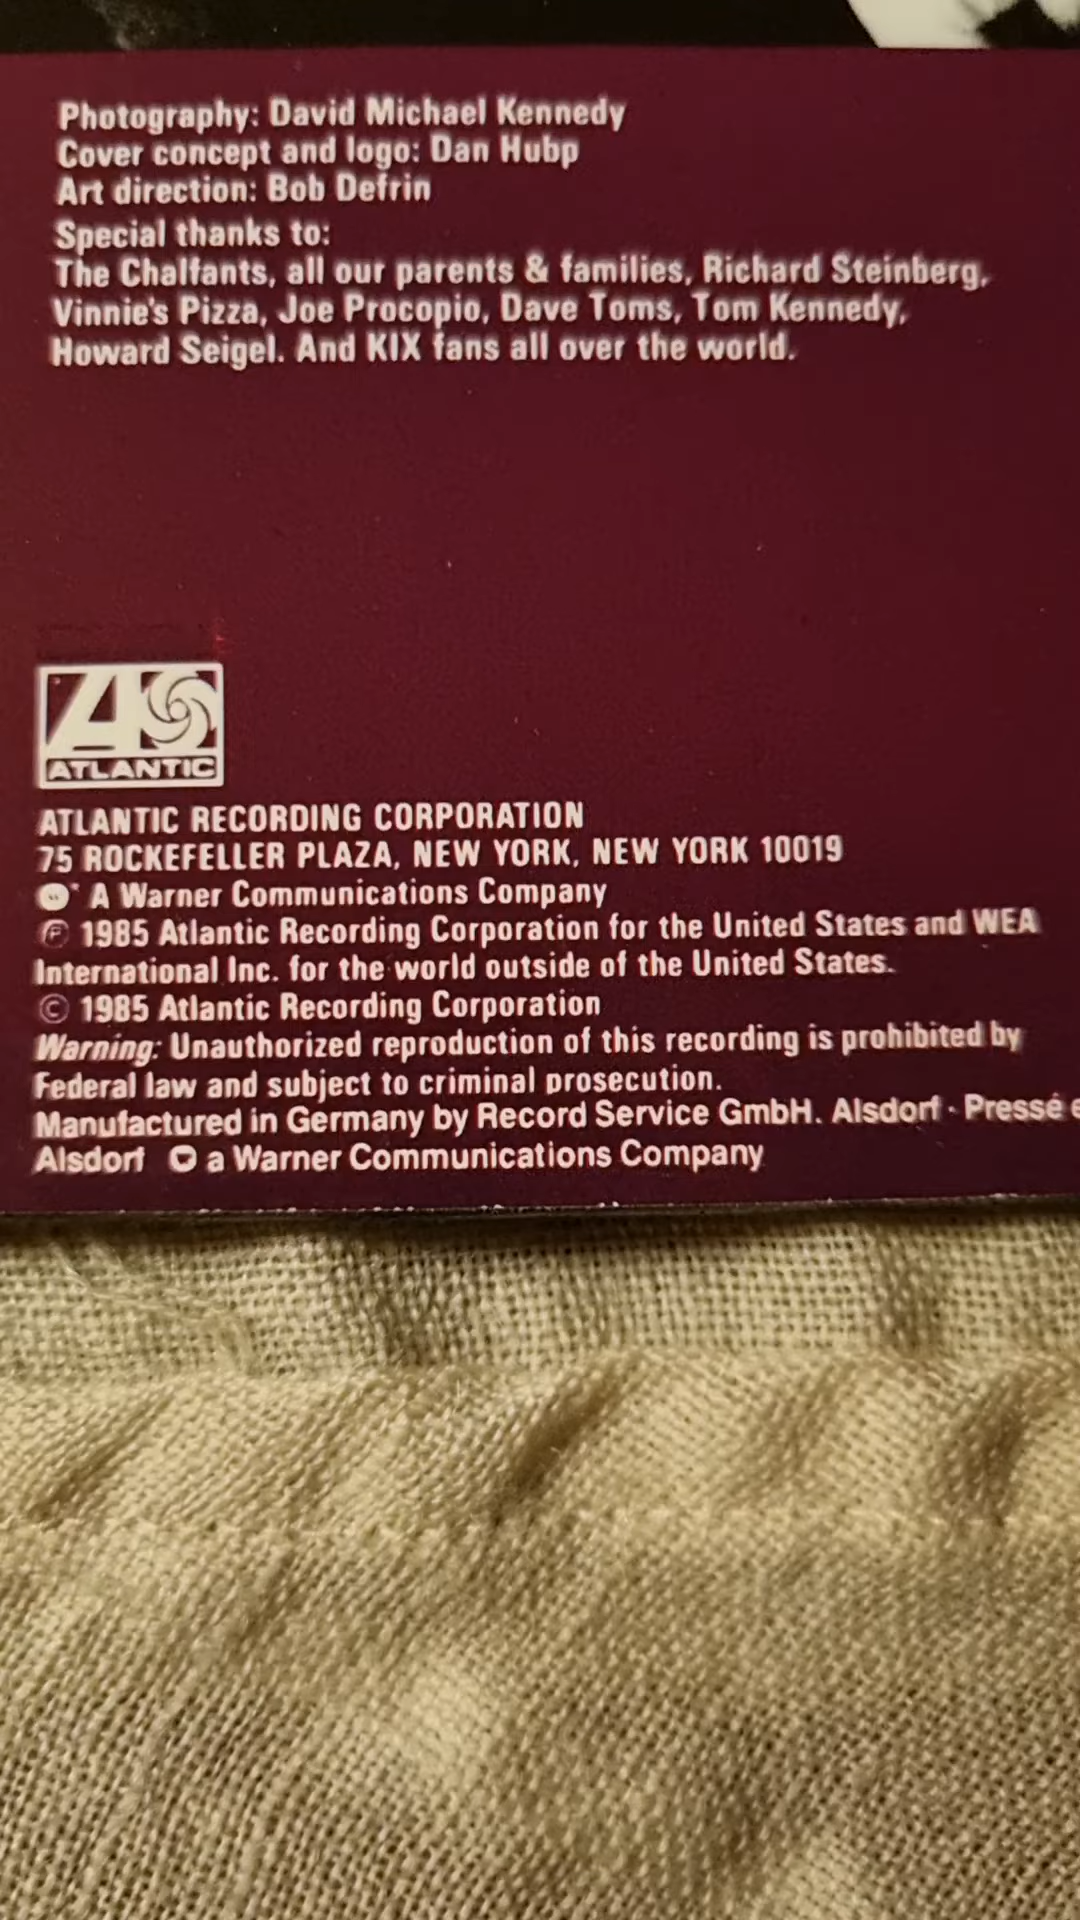 Photography: David Michael Kennedy
Cover concept and logo: Dan Hubp
Art direction: Bob Defrin
Special thanks to:
The Chalfants, all our parents & families, Richard Steinberg,
Vinnie's Pizza, Joe Procopio, Dave Toms, Tom Kennedy,
Howard Seigel. And KIX fans all over the world.
ATLANTIC
ATLANTIC RECORDING CORPORATION
75 ROCKEFELLER PLAZA, NEW YORK, NEW YORK 10019
A Warner Communications Company
℗ 1985 Atlantic Recording Corporation for the United States and WEA
International Inc. for the world outside of the United States.
© 1985 Atlantic Recording Corporation
Warning: Unauthorized reproduction of this recording is prohibited by
Federal law and subject to criminal prosecution.
Manufactured in Germany by Record Service GmbH. Alsdorf · Pressé
Alsdorf a Warner Communications Company